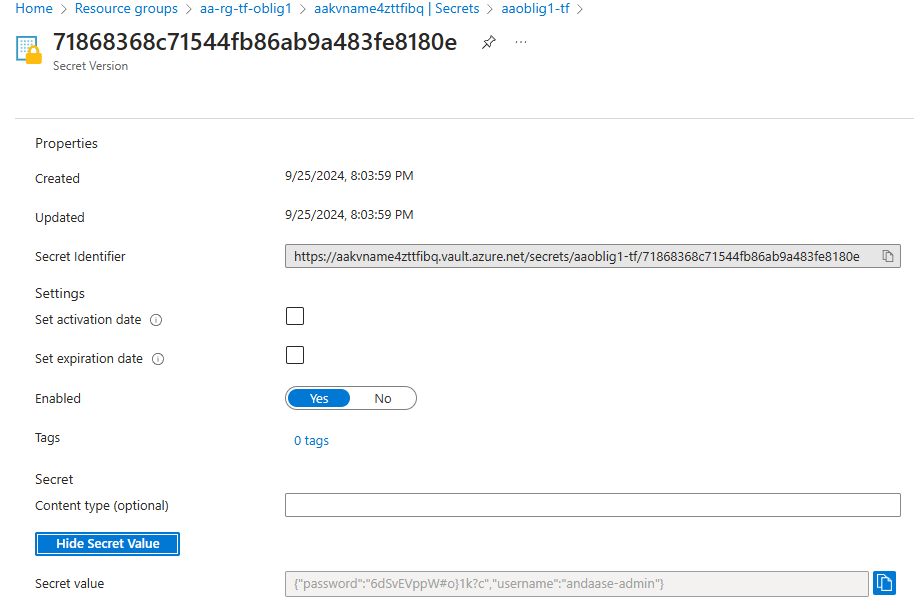 Home > Resource groups > aa-rg-tf-oblig1 > aakvname4zttfibq | Secrets > aaoblig1-tf >
71868368c71544fb86ab9a483fe8180e ...
Secret Version
Properties
Created 9/25/2024, 8:03:59 PM
Updated 9/25/2024, 8:03:59 PM
Secret Identifier https://aakvname4zttfibq.vault.azure.net/secrets/aaoblig1-tf/71868368c71544fb86ab9a483fe8180e
Settings
Set activation date
Set expiration date
Enabled Yes No
Tags 0 tags
Secret
Content type (optional)
Hide Secret Value
Secret value {"password":"6dSvEVppW#o}1k?c","username":"andaase-admin"}